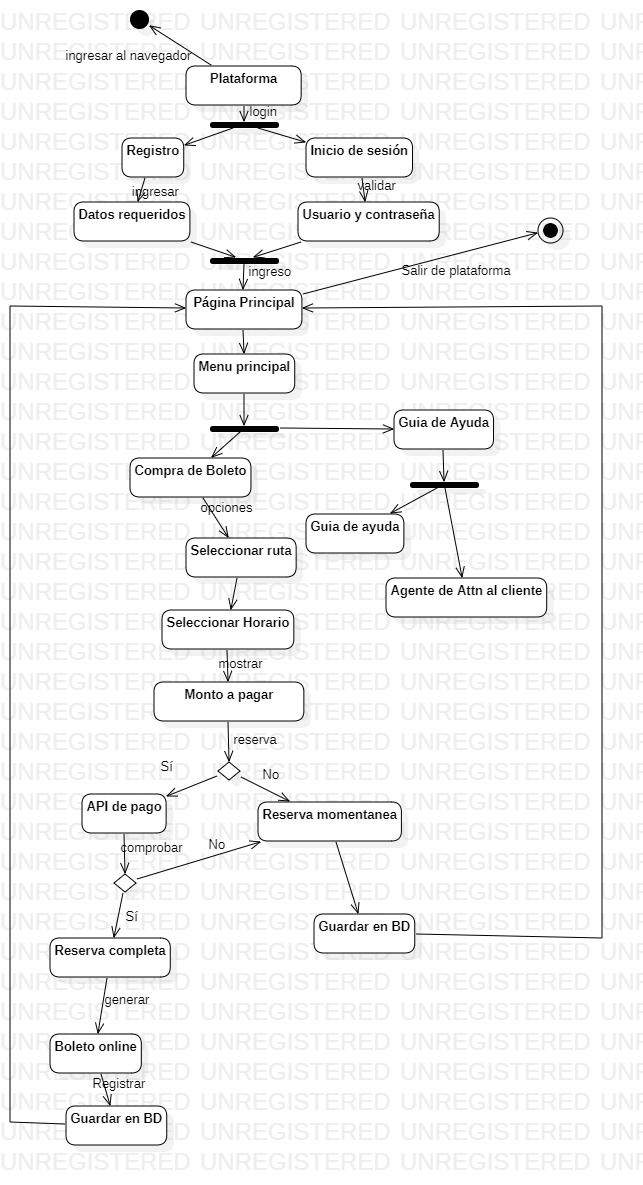 ingresar al navegador
Plataforma
login
Registro
Inicio de sesión
ingresar
validar
Datos requeridos
Usuario y contraseña
ingreso
Salir de plataforma
Página Principal
Menu principal
Guia de Ayuda
Compra de Boleto
opciones
Guia de ayuda
Seleccionar ruta
Agente de Attn al cliente
Seleccionar Horario
mostrar
Monto a pagar
reserva
Sí
No
API de pago
Reserva momentanea
comprobar
No
Sí
Guardar en BD
Reserva completa
generar
Boleto online
Registrar
Guardar en BD
UNREGISTERED